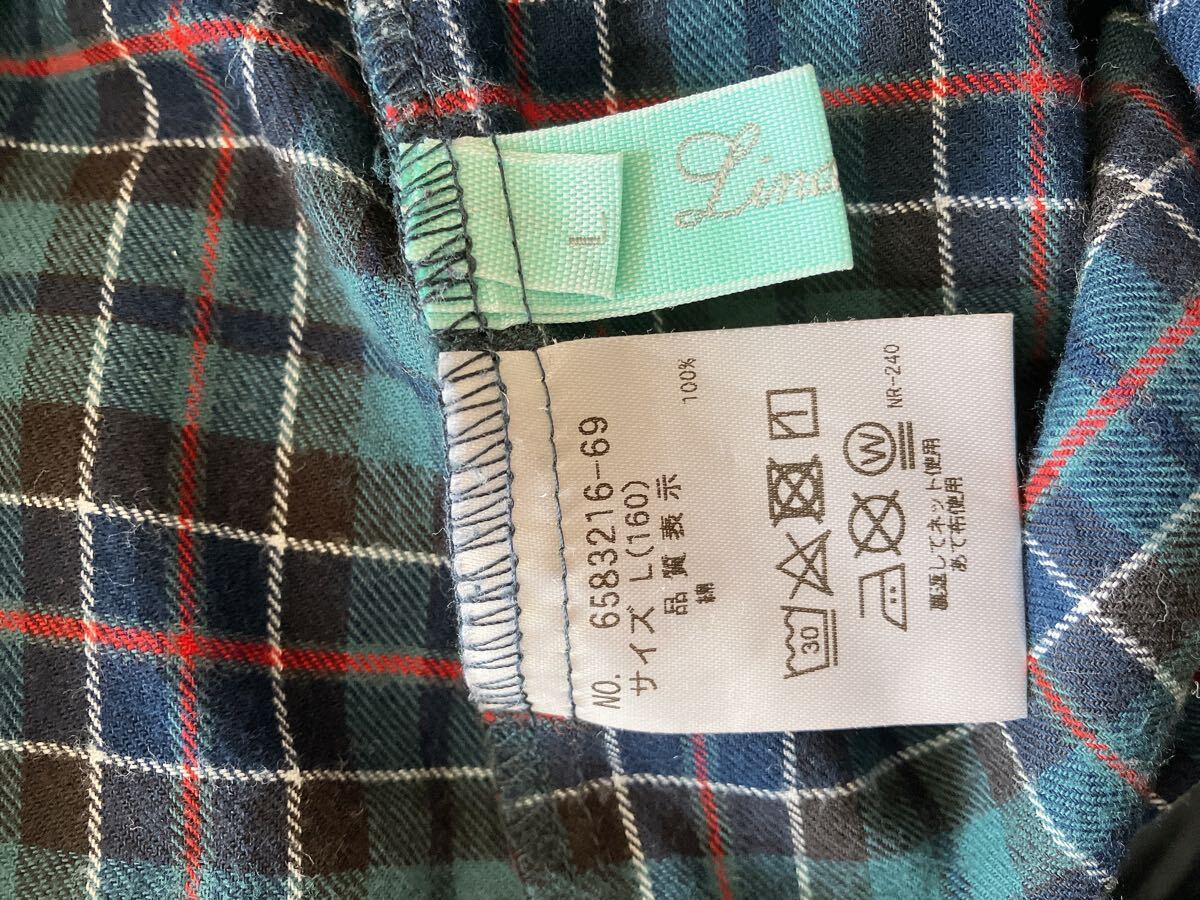 L
Lind
NO. 6583216-69
サイズ L(160)
品質表示
綿 100%
30
W
NR-240
裏返してネット使用
あて布使用